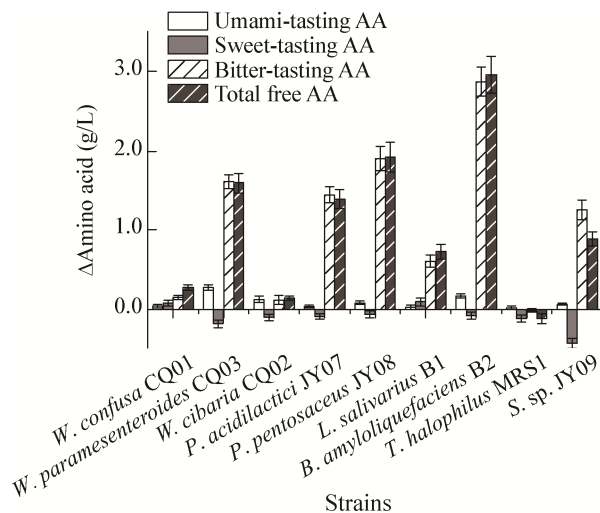 Umami-tasting AA
Sweet-tasting AA
Bitter-tasting AA
Total free AA
ΔAmino acid (g/L)
3.0
2.0
1.0
0.0
W. confusa CQ01
W. paramesenteroides CQ03
W. cibaria CQ02
P. acidilactici JY07
P. pentosaceus JY08
L. salivarius B1
B. amyloliquefaciens B2
T. halophilus MRS1
S. sp. JY09
Strains